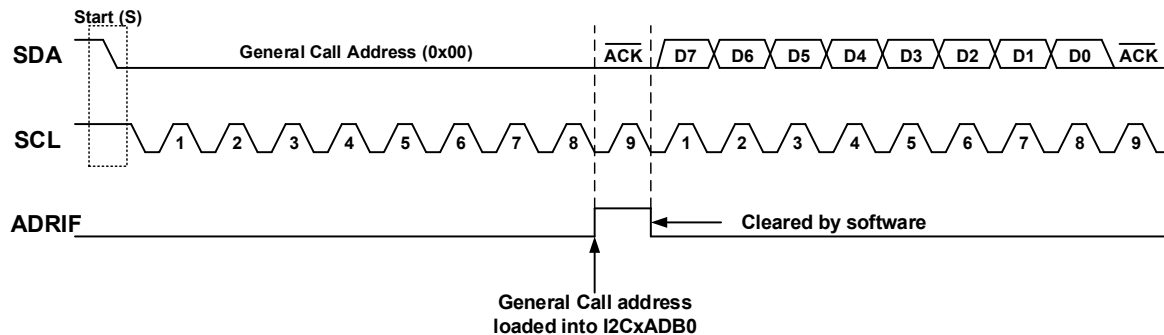 Start (S)
SDA General Call Address (0x00) ACK D7 D6 D5 D4 D3 D2 D1 D0 ACK
SCL 1 2 3 4 5 6 7 8 9 1 2 3 4 5 6 7 8 9
ADRIF Cleared by software
General Call address
loaded into I2CxADB0